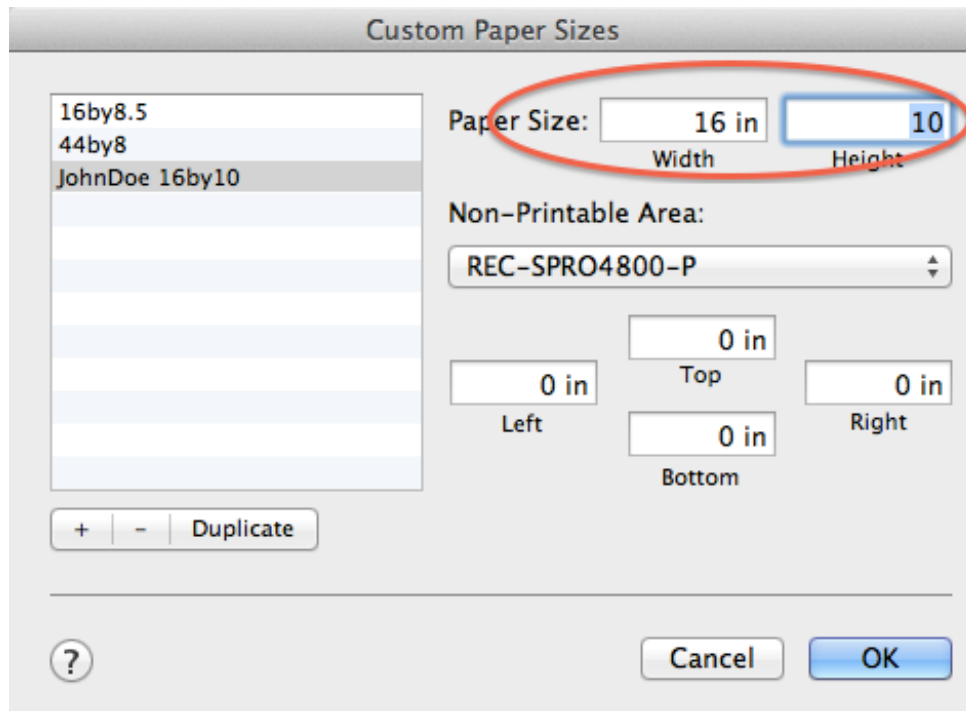 Custom Paper Sizes
16by8.5
44by8
JohnDoe 16by10
Paper Size:
16 in
10
Width
Height
Non-Printable Area:
REC-SPRO4800-P
0 in
Top
0 in
Left
0 in
Right
0 in
Bottom
+ - Duplicate
?
Cancel
OK